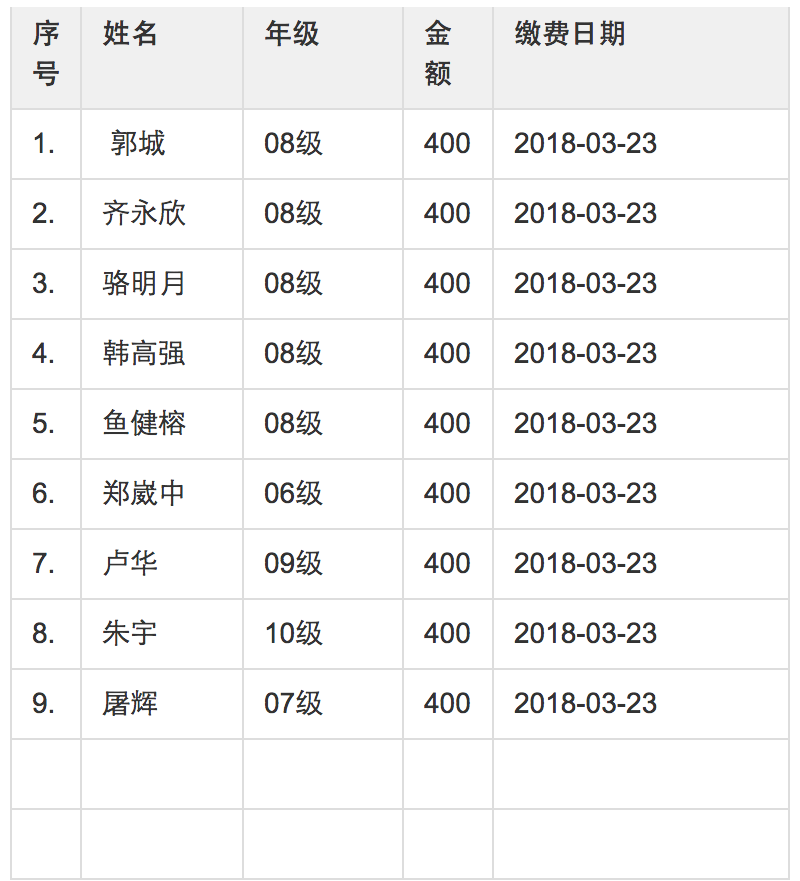 序号 姓名 年级 金额 缴费日期
1. 郭城 08级 400 2018-03-23
2. 齐永欣 08级 400 2018-03-23
3. 骆明月 08级 400 2018-03-23
4. 韩高强 08级 400 2018-03-23
5. 鱼健榕 08级 400 2018-03-23
6. 郑崴中 06级 400 2018-03-23
7. 卢华 09级 400 2018-03-23
8. 朱宇 10级 400 2018-03-23
9. 屠辉 07级 400 2018-03-23